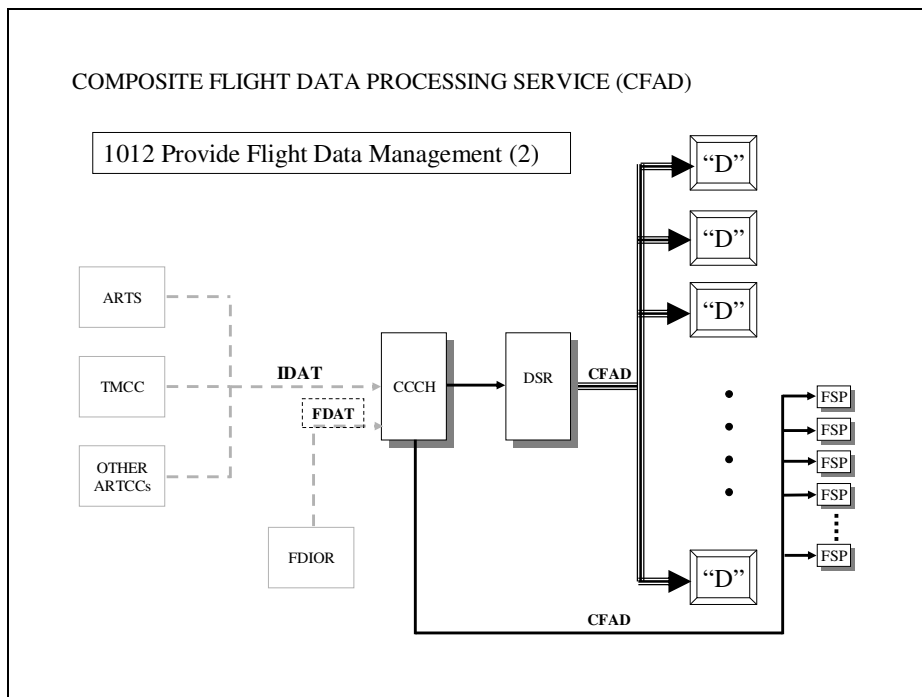 COMPOSITE FLIGHT DATA PROCESSING SERVICE (CFAD)
1012 Provide Flight Data Management (2)
“D”
“D”
“D”
ARTS
TMCC
OTHER
ARTCCs
IDAT
FDAT
FDIOR
CCCH
DSR
CFAD
FSP
FSP
FSP
FSP
FSP
“D”
CFAD